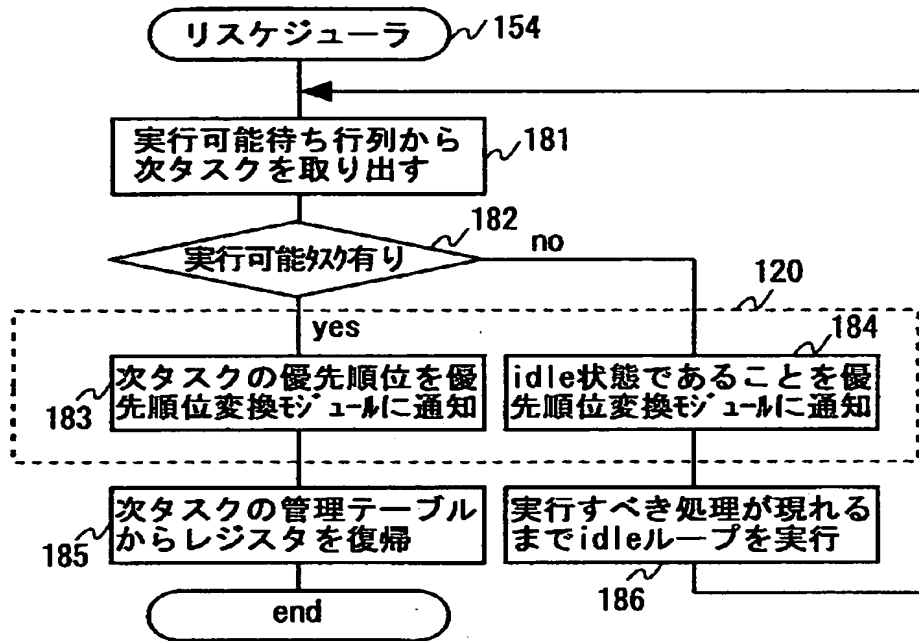 リスケジューラ
154
実行可能待ち行列から
次タスクを取り出す
181
182
実行可能ﾀｽｸ有り
no
120
yes
184
次タスクの優先順位を優
先順位変換ﾓｼﾞｭｰﾙに通知
183
idle状態であることを優
先順位変換ﾓｼﾞｭｰﾙに通知
次タスクの管理テーブル
からレジスタを復帰
185
実行すべき処理が現れる
までidleループを実行
186
end